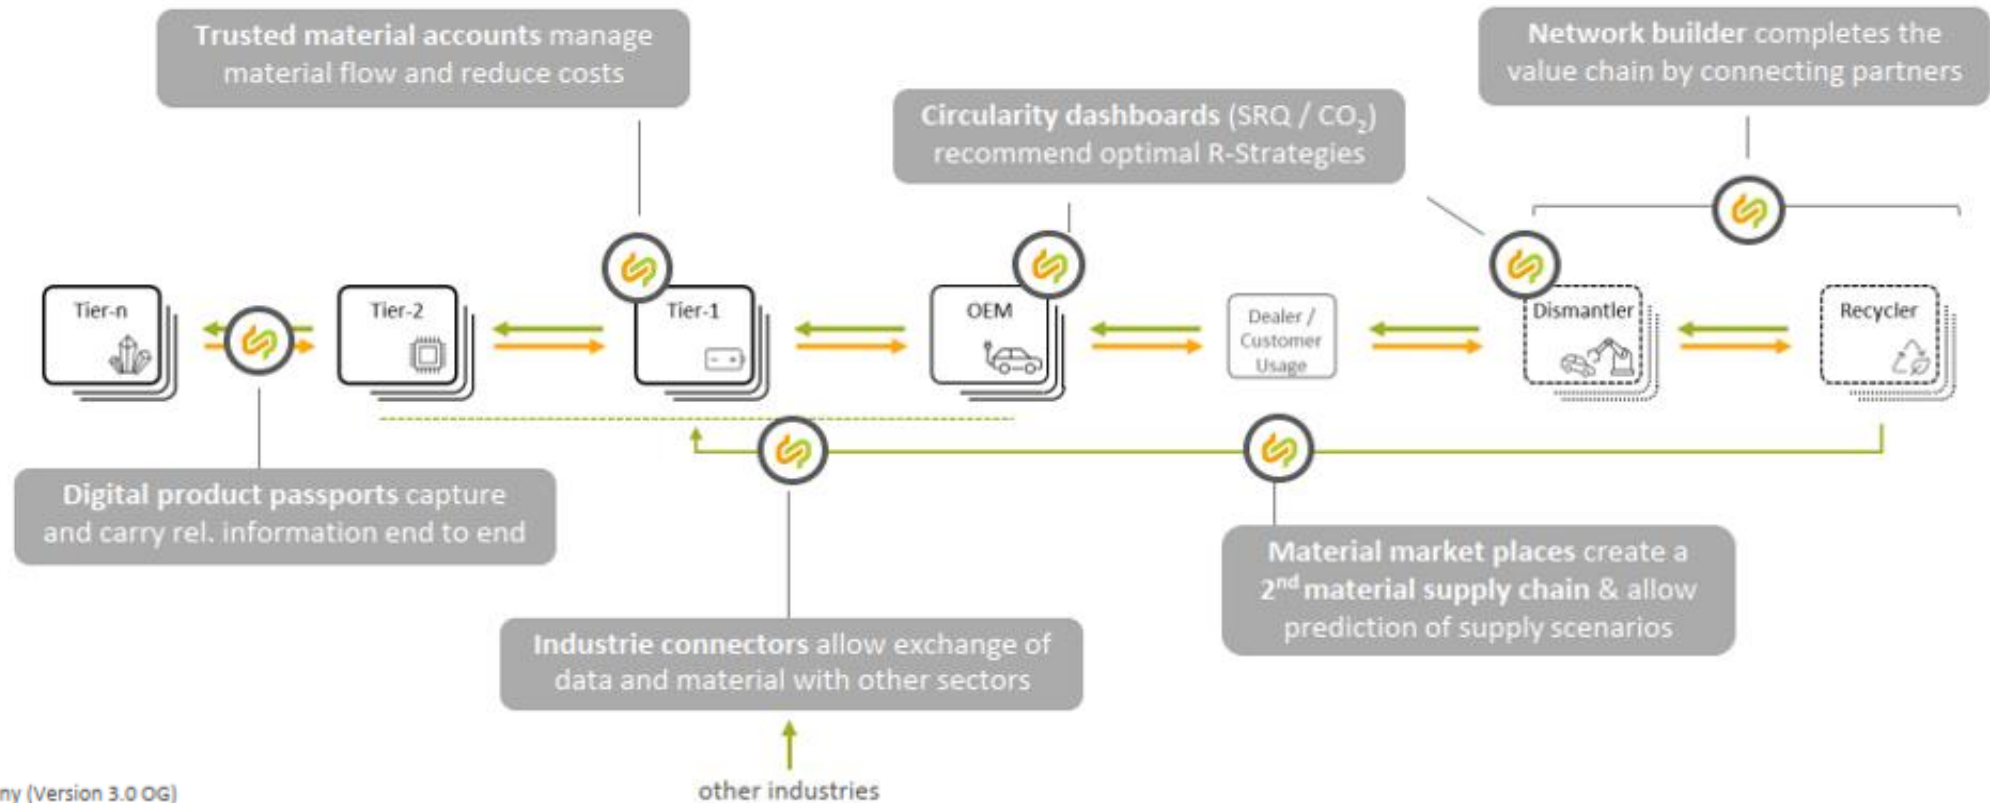 Trusted material accounts manage
material flow and reduce costs
Network builder completes the
value chain by connecting partners
Circularity dashboards (SRQ / CO₂)
recommend optimal R-Strategies
Tier-n
Tier-2
Tier-1
OEM
Dealer /
Customer
Usage
Dismantler
Recycler
Digital product passports capture
and carry rel. information end to end
Material market places create a
2nd material supply chain & allow
prediction of supply scenarios
Industrie connectors allow exchange of
data and material with other sectors
other industries
ny (Version 3.0 OG)